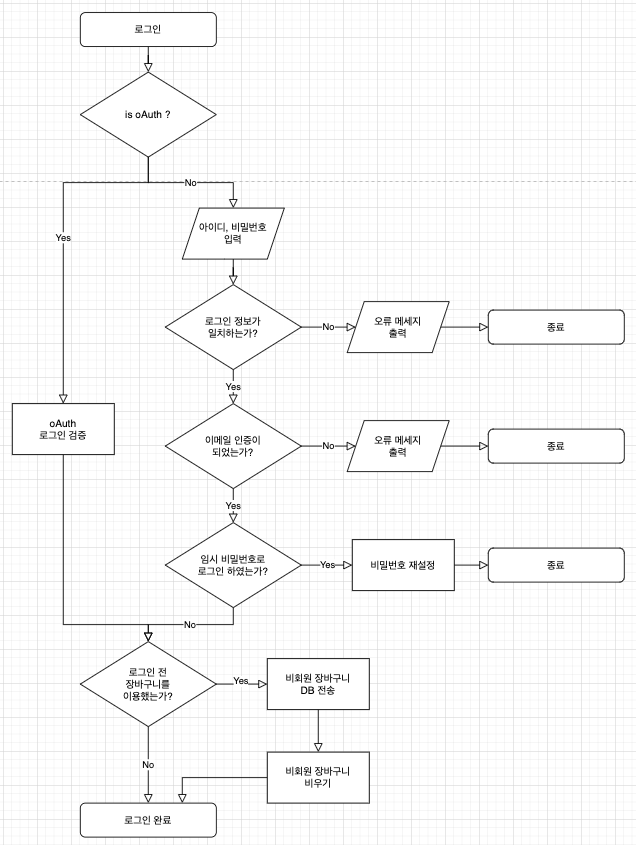 로그인
is oAuth ?
No
Yes
아이디, 비밀번호
입력
로그인 정보가
일치하는가?
No
오류 메세지
출력
종료
Yes
oAuth
로그인 검증
이메일 인증이
되었는가?
No
오류 메세지
출력
종료
Yes
임시 비밀번호로
로그인 하였는가?
Yes
비밀번호 재설정
종료
No
로그인 전
장바구니를
이용했는가?
Yes
비회원 장바구니
DB 전송
No
비회원 장바구니
비우기
로그인 완료